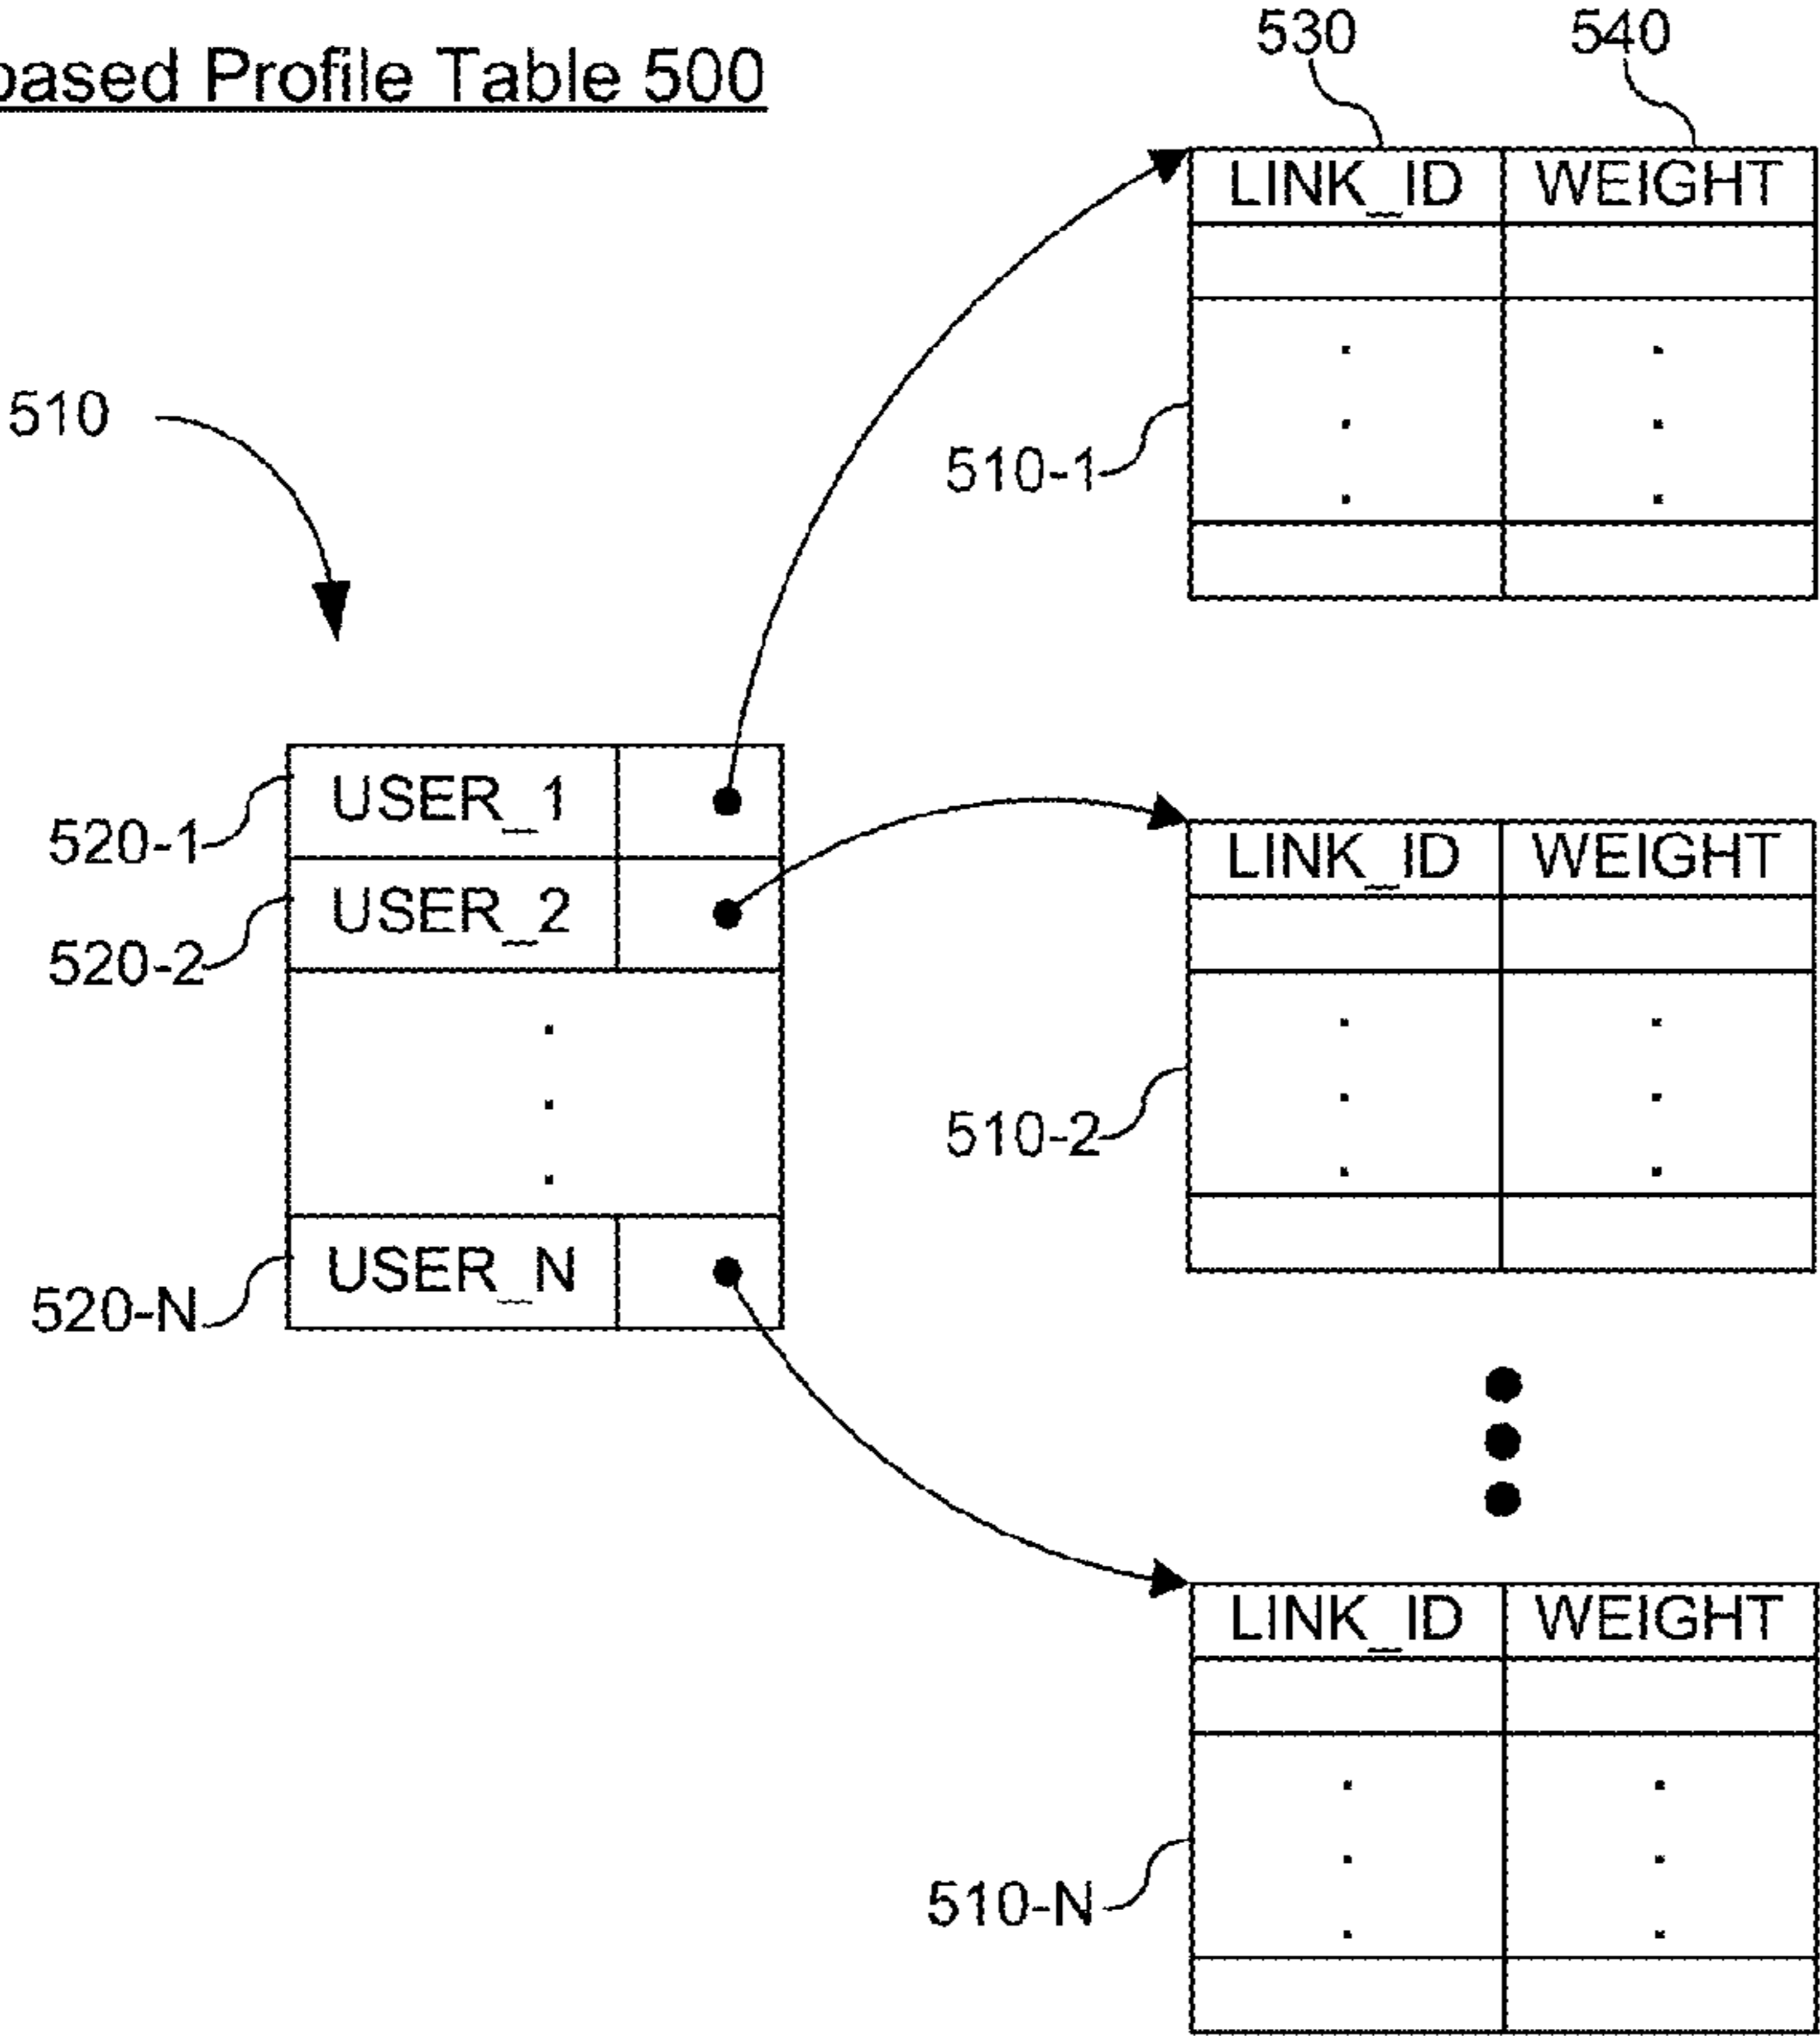 based Profile Table 500
530 540
LINK_ID WEIGHT
510
510-1
USER_1
520-1
USER_2
520-2
LINK_ID WEIGHT
510-2
USER_N
520-N
LINK_ID WEIGHT
510-N